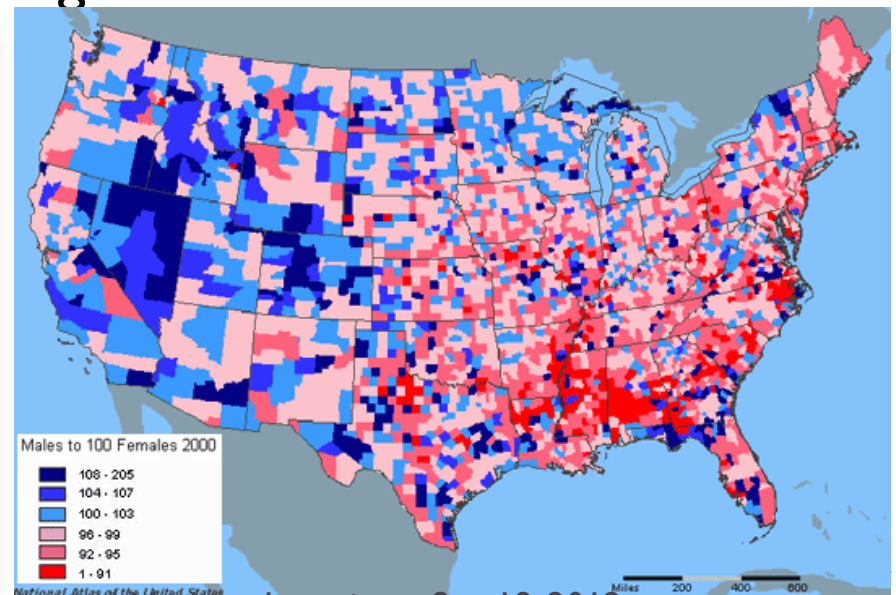 Males to 100 Females 2000
108 - 205
104 - 107
100 - 103
96 - 99
92 - 95
1 - 91
National Atlas of the United States
Miles 200 400 600